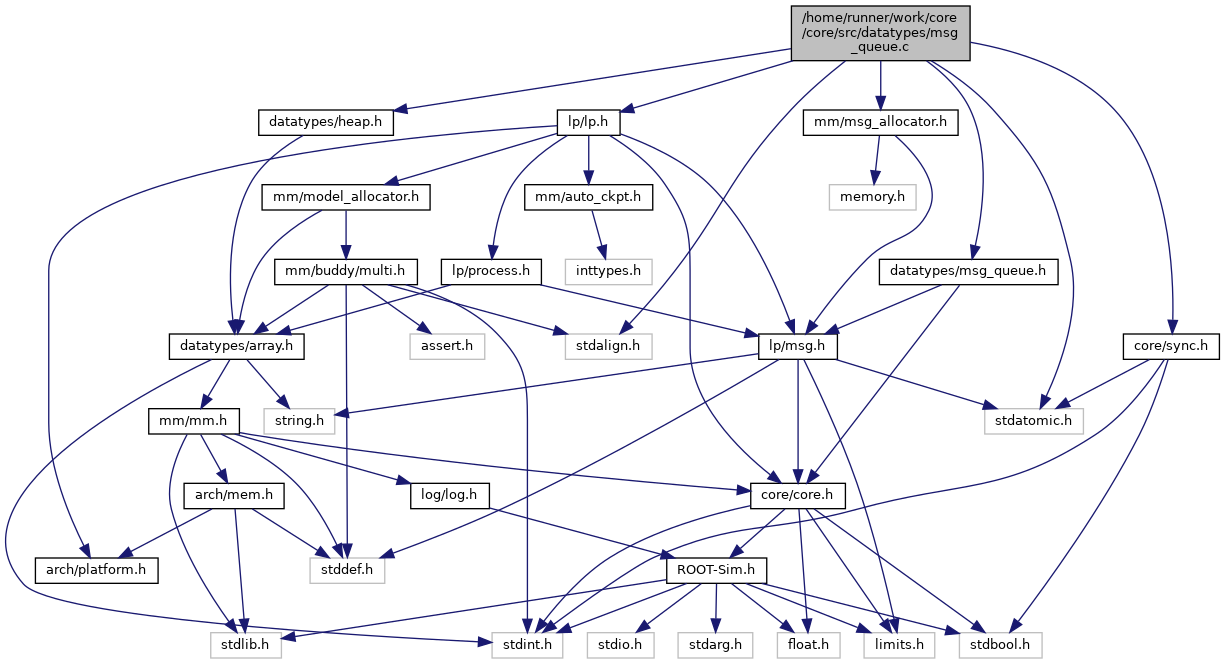 /home/runner/work/core
/core/src/datatypes/msg
_queue.c
datatypes/heap.h
lp/lp.h
mm/msg_allocator.h
mm/model_allocator.h
mm/auto_ckpt.h
memory.h
mm/buddy/multi.h
lp/process.h
inttypes.h
datatypes/msg_queue.h
datatypes/array.h
assert.h
stdalign.h
lp/msg.h
core/sync.h
mm/mm.h
string.h
stdatomic.h
arch/mem.h
log/log.h
core/core.h
arch/platform.h
stddef.h
ROOT-Sim.h
stdlib.h
stdint.h
stdio.h
stdarg.h
float.h
limits.h
stdbool.h